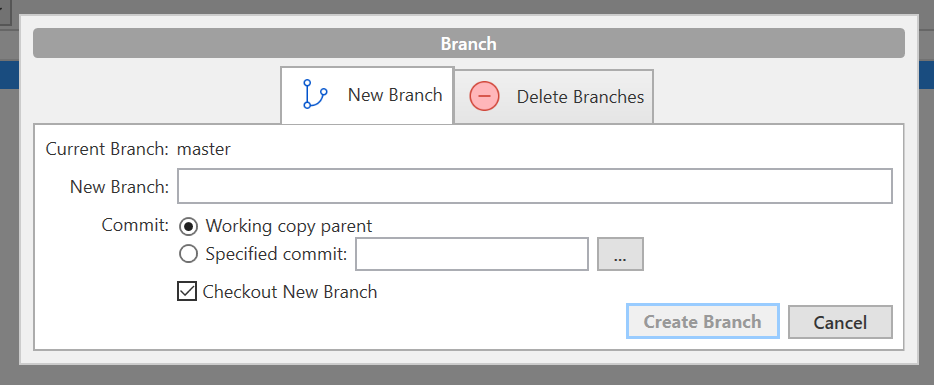 Branch
New Branch
Delete Branches
Current Branch: master
New Branch:
Commit: Working copy parent
Specified commit: ...
Checkout New Branch
Create Branch Cancel